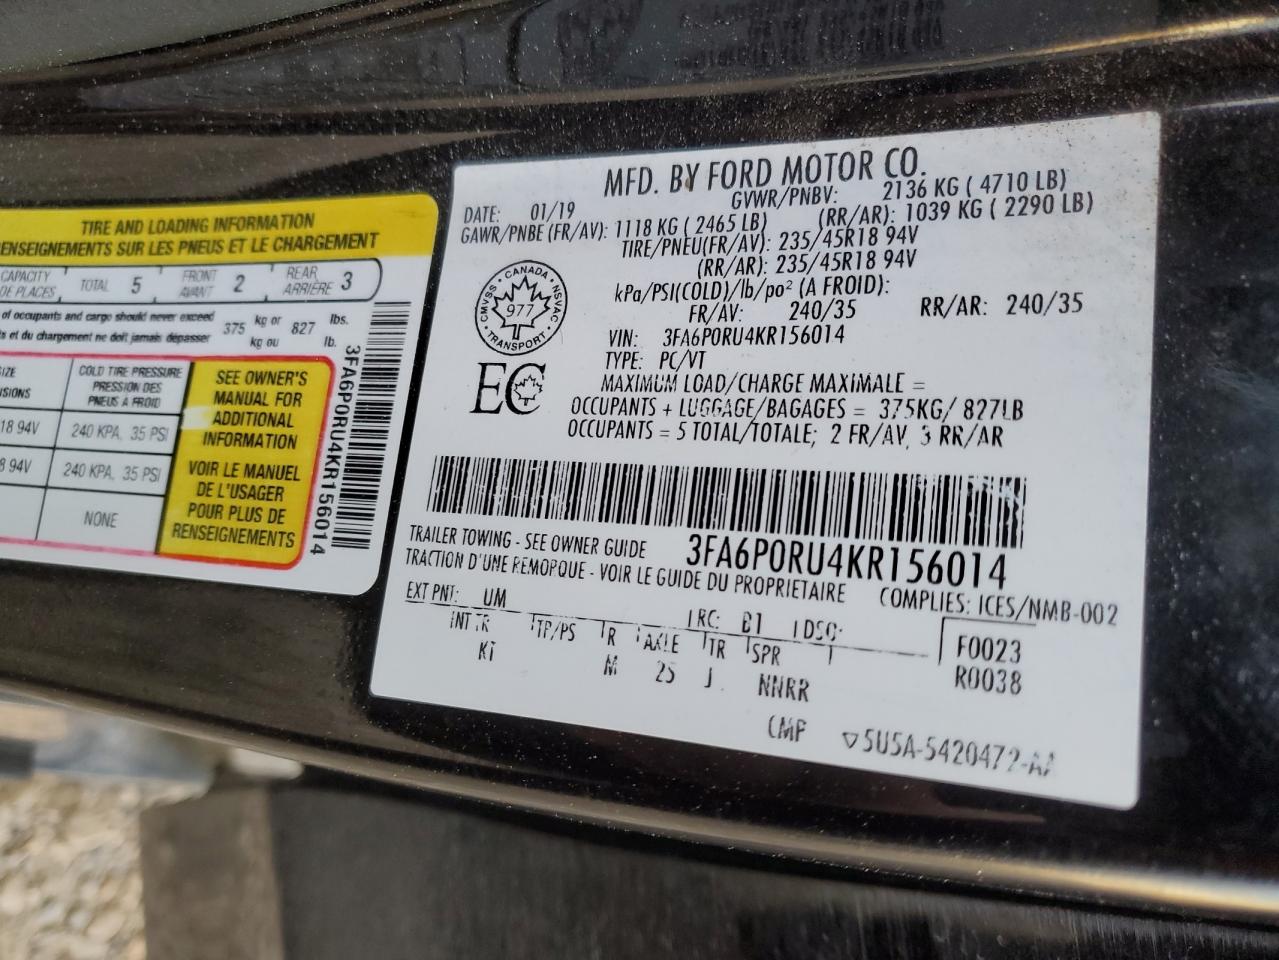 TIRE AND LOADING INFORMATION
RENSEIGNEMENTS SUR LES PNEUS ET LE CHARGEMENT
CAPACITY
DE PLACES
TOTAL 5
FRONT
AVANT 2
REAR
ARRIÈRE 3
of occupants and cargo should never exceed
et du chargement ne doit jamais dépasser
375 kg or 827 lbs.
kg ou lb.
COLD TIRE PRESSURE
PRESSION DES
PNEUS A FROID
18 94V 240 KPA, 35 PSI
8 94V 240 KPA, 35 PSI
NONE
SEE OWNER'S
MANUAL FOR
ADDITIONAL
INFORMATION
VOIR LE MANUEL
DE L'USAGER
POUR PLUS DE
RENSEIGNEMENTS
3FA6P0RU4KR156014
MFD. BY FORD MOTOR CO.
DATE: 01/19 GVWR/PNBV: 2136 KG ( 4710 LB)
GAWR/PNBE (FR/AV): 1118 KG ( 2465 LB) (RR/AR): 1039 KG ( 2290 LB)
TIRE/PNEU(FR/AV): 235/45R18 94V
(RR/AR): 235/45R18 94V
kPa/PSI(COLD)/lb/po² (A FROID):
FR/AV: 240/35 RR/AR: 240/35
VIN: 3FA6P0RU4KR156014
TYPE: PC/VT
CANADA
CMVSS NSVAC
977
TRANSPORT
EC
MAXIMUM LOAD/CHARGE MAXIMALE =
OCCUPANTS + LUGGAGE/BAGAGES = 375KG/ 827LB
OCCUPANTS = 5 TOTAL/TOTALE; 2 FR/AV, 3 RR/AR
TRAILER TOWING - SEE OWNER GUIDE 3FA6P0RU4KR156014
TRACTION D'UNE REMORQUE - VOIR LE GUIDE DU PROPRIETAIRE COMPLIES: ICES/NMB-002
EXT PNT: UM RC: B1 DSO: F0023
INT TR TP/PS R AXLE TR SPR R0038
KT M 25 J NNRR
CMP ▽5U5A-5420472-AA